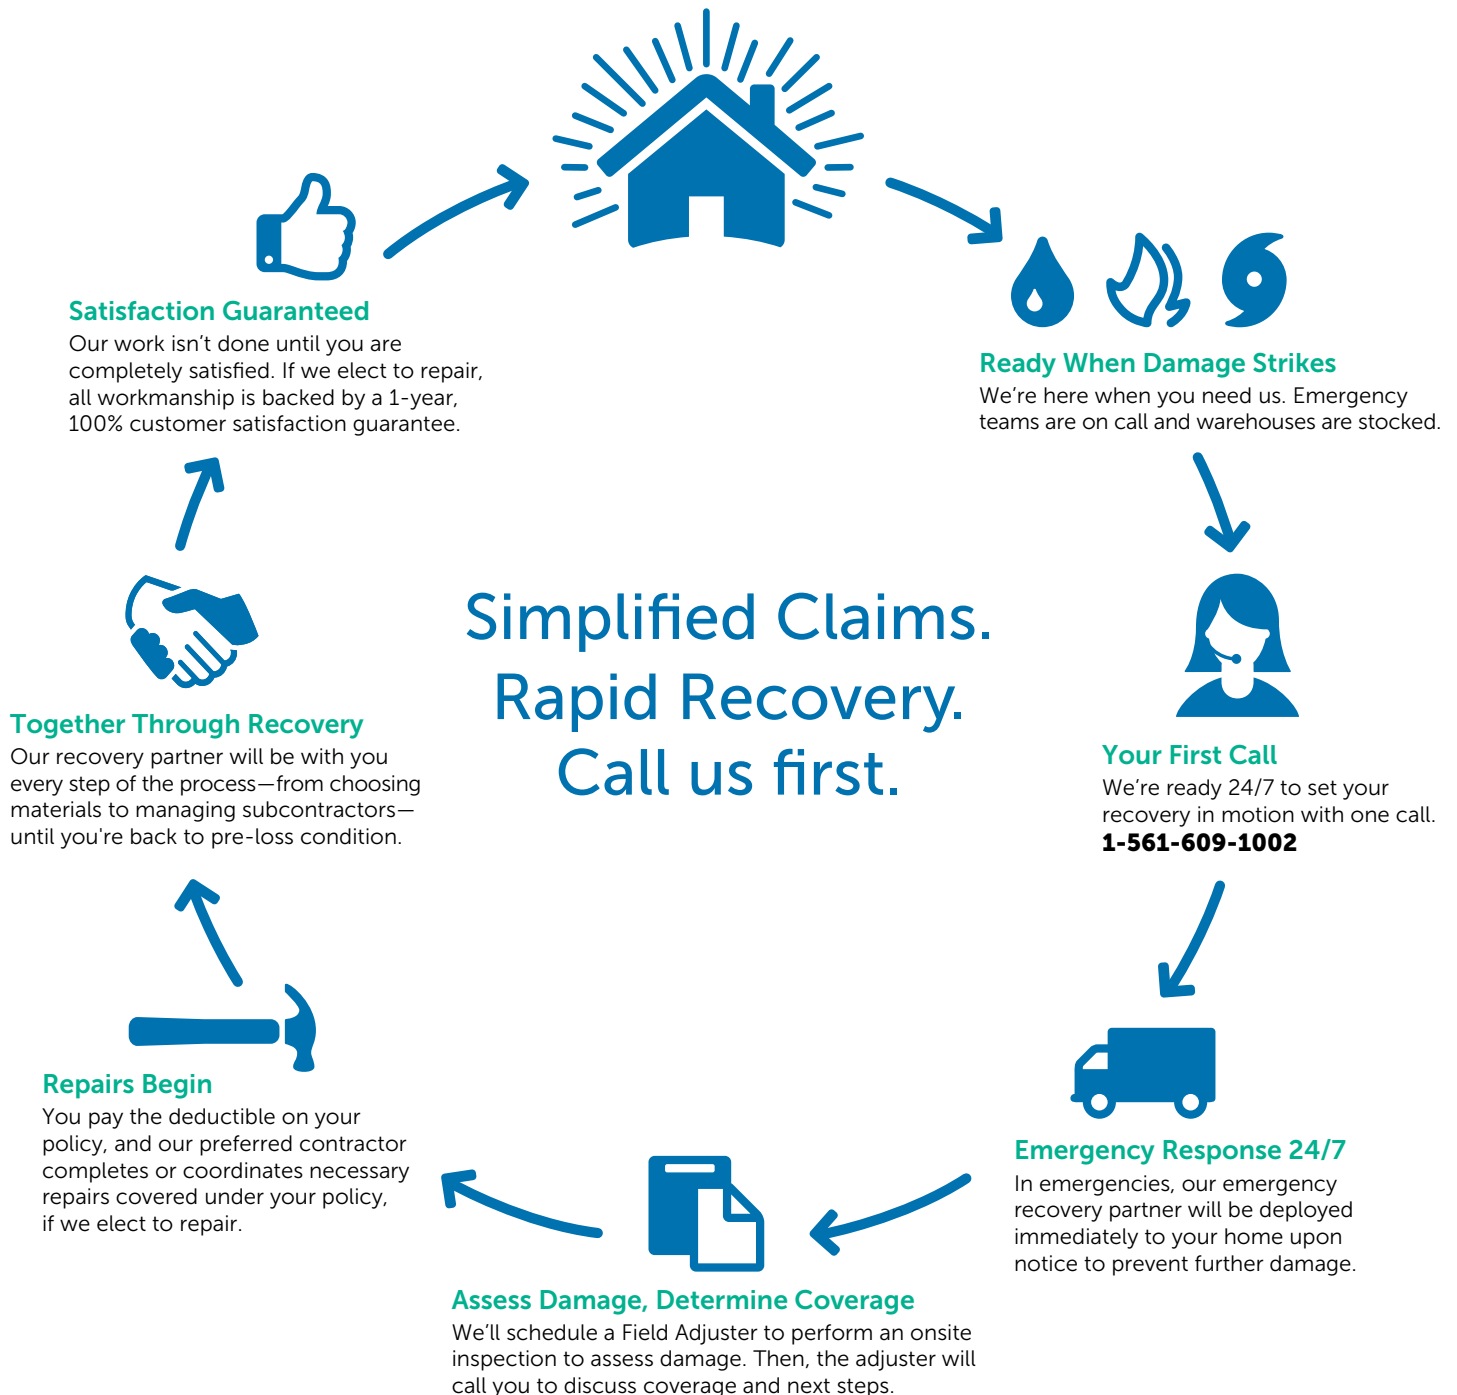 Satisfaction Guaranteed
Our work isn’t done until you are
completely satisfied. If we elect to repair,
all workmanship is backed by a 1-year,
100% customer satisfaction guarantee.
Ready When Damage Strikes
We’re here when you need us. Emergency
teams are on call and warehouses are stocked.
Simplified Claims.
Rapid Recovery.
Call us first.
Together Through Recovery
Our recovery partner will be with you
every step of the process—from choosing
materials to managing subcontractors—
until you're back to pre-loss condition.
Your First Call
We’re ready 24/7 to set your
recovery in motion with one call.
1-561-609-1002
Repairs Begin
You pay the deductible on your
policy, and our preferred contractor
completes or coordinates necessary
repairs covered under your policy,
if we elect to repair.
Emergency Response 24/7
In emergencies, our emergency
recovery partner will be deployed
immediately to your home upon
notice to prevent further damage.
Assess Damage, Determine Coverage
We’ll schedule a Field Adjuster to perform an onsite
inspection to assess damage. Then, the adjuster will
call you to discuss coverage and next steps.